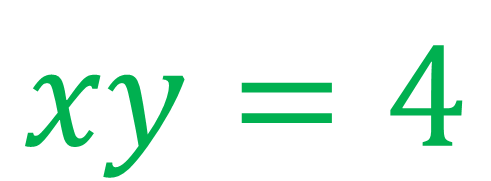 xy = 4